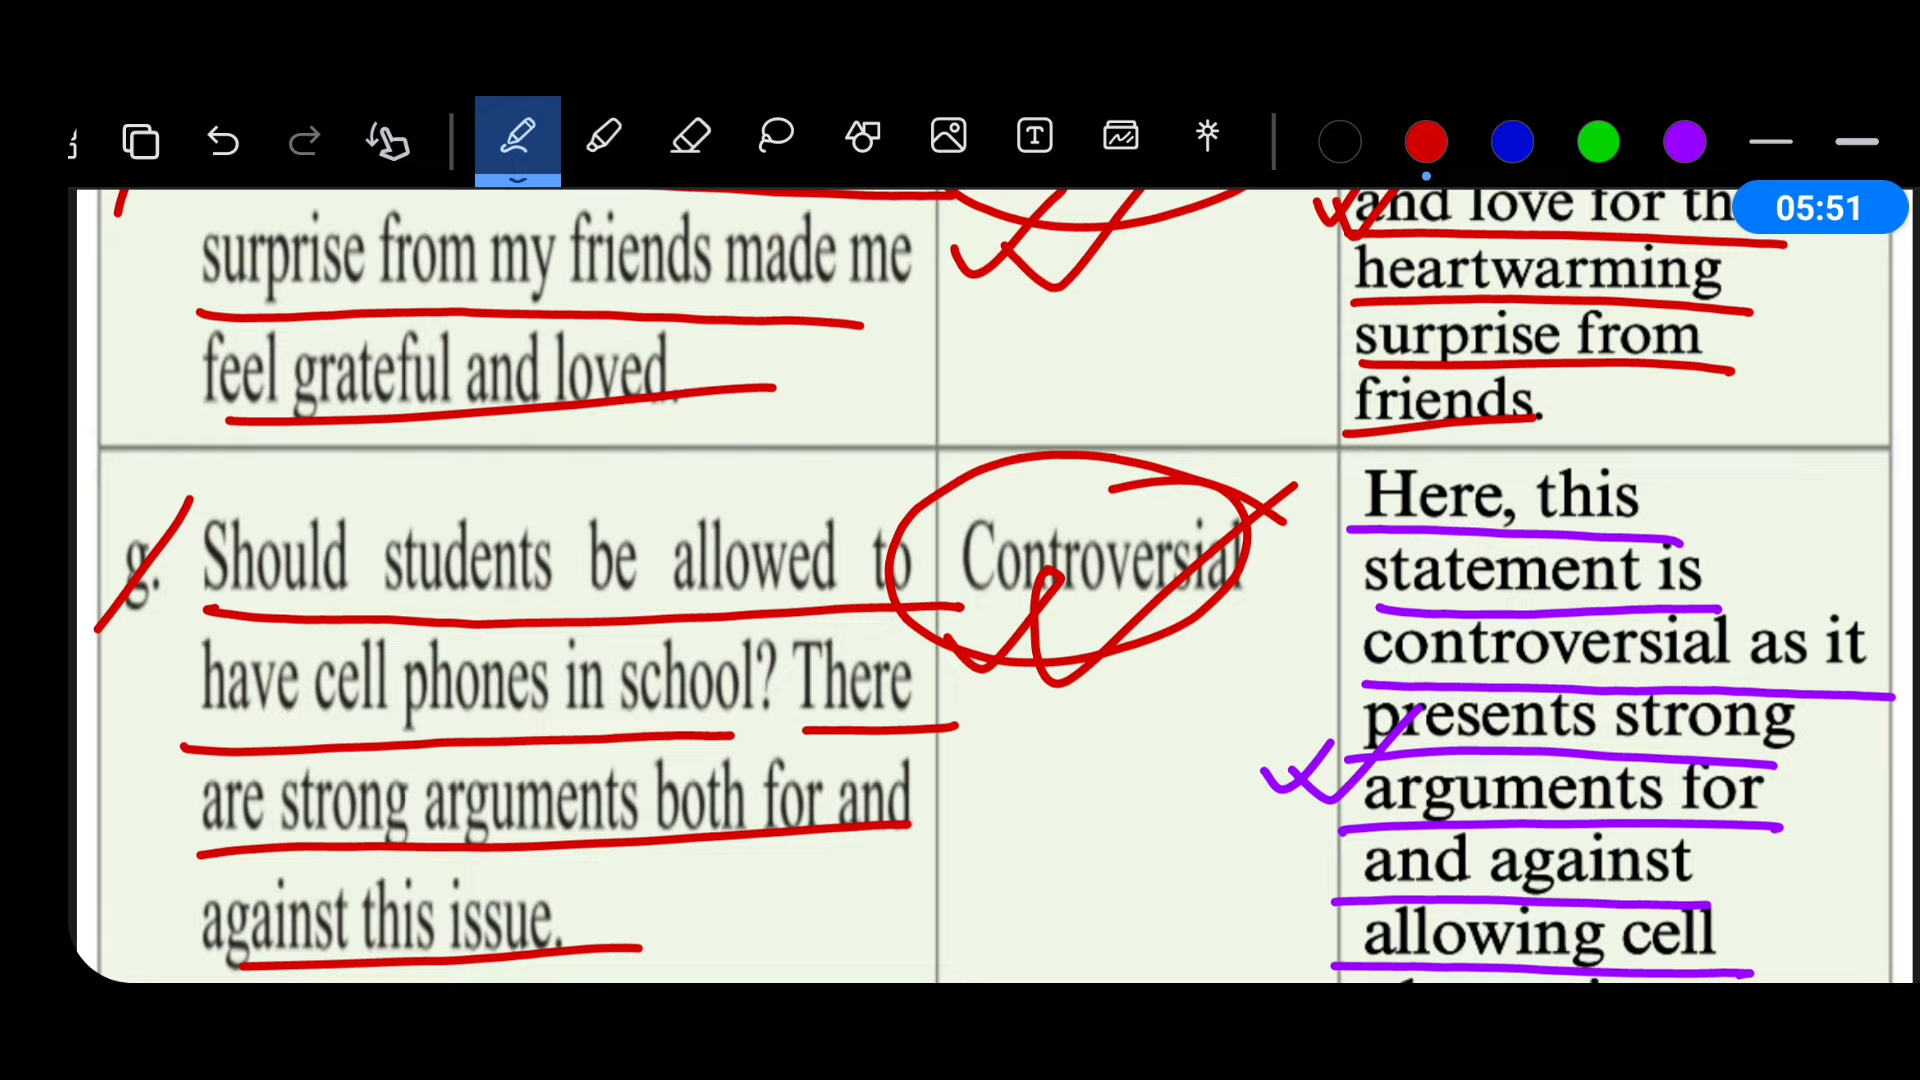 05:51
surprise from my friends made me
feel grateful and loved.
and love for
heartwarming
surprise from
friends.
g. Should students be allowed to
have cell phones in school? There
are strong arguments both for and
against this issue.
Controversial
Here, this
statement is
controversial as it
presents strong
arguments for
and against
allowing cell